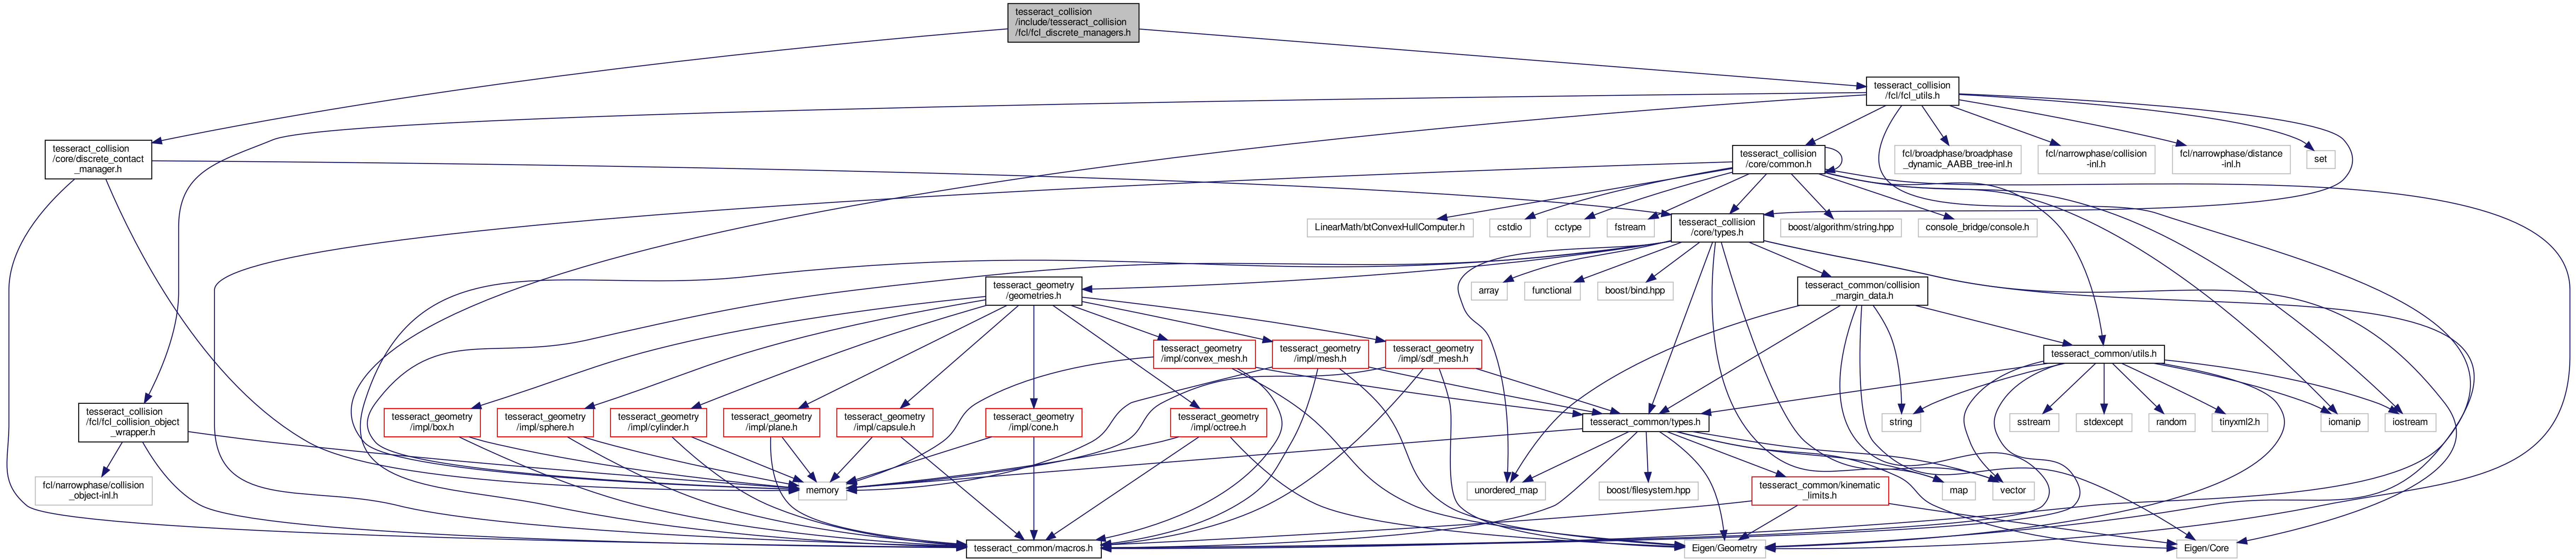 tesseract_collision
/include/tesseract_collision
/fcl/fcl_discrete_managers.h
tesseract_collision
/fcl/fcl_utils.h
tesseract_collision
/core/discrete_contact
_manager.h
tesseract_collision
/core/common.h
fcl/broadphase/broadphase
_dynamic_AABB_tree-inl.h
fcl/narrowphase/collision
-inl.h
fcl/narrowphase/distance
-inl.h
set
LinearMath/btConvexHullComputer.h
cstdio
cctype
fstream
tesseract_collision
/core/types.h
boost/algorithm/string.hpp
console_bridge/console.h
tesseract_geometry
/geometries.h
array
functional
boost/bind.hpp
tesseract_common/collision
_margin_data.h
tesseract_geometry
/impl/convex_mesh.h
tesseract_geometry
/impl/mesh.h
tesseract_geometry
/impl/sdf_mesh.h
tesseract_common/utils.h
tesseract_collision
/fcl/fcl_collision_object
_wrapper.h
tesseract_geometry
/impl/box.h
tesseract_geometry
/impl/sphere.h
tesseract_geometry
/impl/cylinder.h
tesseract_geometry
/impl/plane.h
tesseract_geometry
/impl/capsule.h
tesseract_geometry
/impl/cone.h
tesseract_geometry
/impl/octree.h
tesseract_common/types.h
string
sstream
stdexcept
random
tinyxml2.h
iomanip
iostream
fcl/narrowphase/collision
_object-inl.h
memory
unordered_map
boost/filesystem.hpp
tesseract_common/kinematic
_limits.h
map
vector
tesseract_common/macros.h
Eigen/Geometry
Eigen/Core